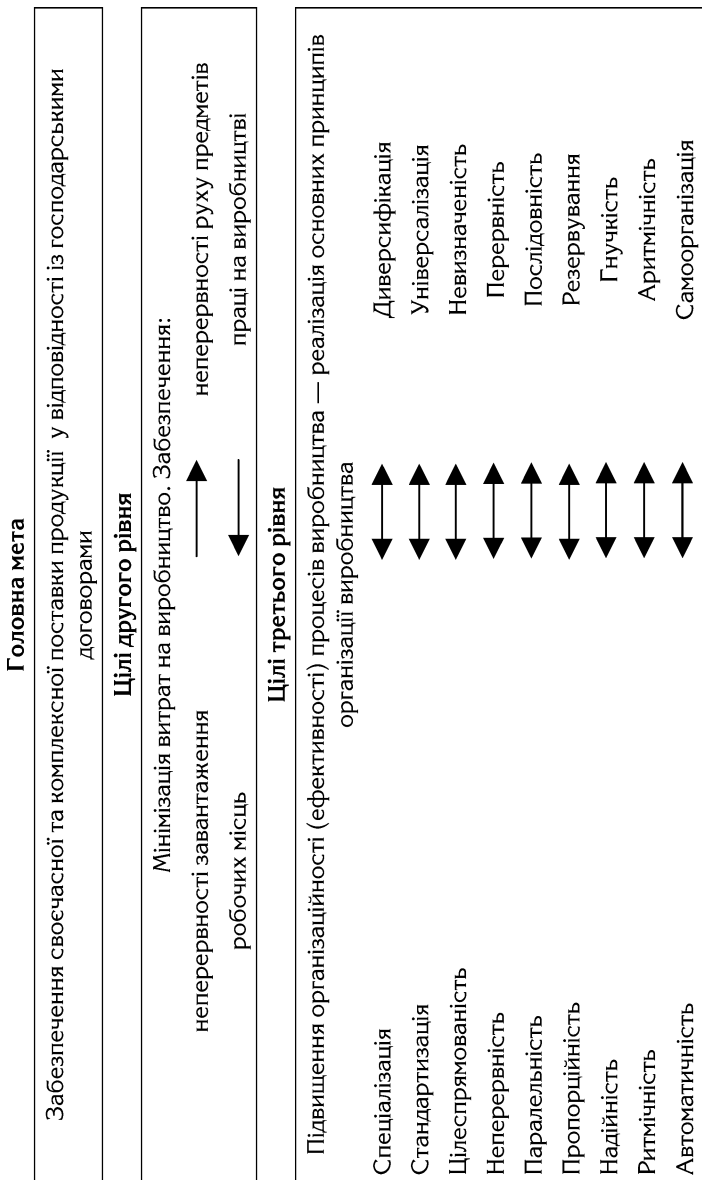 Головна мета
Забезпечення своєчасної та комплексної поставки продукції у відповідності із господарськими
договорами
Цілі другого рівня
Мінімізація витрат на виробництво. Забезпечення:
неперервності завантаження неперервності руху предметів
робочих місць праці на виробництві
Цілі третього рівня
Підвищення організаційності (ефективності) процесів виробництва — реалізація основних принципів
організації виробництва
Спеціалізація Диверсифікація
Стандартизація Універсалізація
Цілеспрямованість Невизначеність
Неперервність Перервність
Паралельність Послідовність
Пропорційність Резервування
Надійність Гнучкість
Ритмічність Аритмічність
Автоматичність Самоорганізація